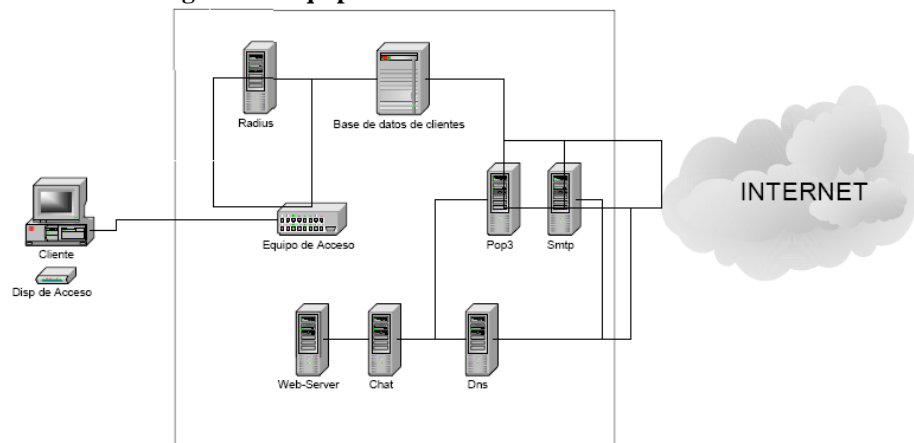 Radius
Base de datos de clientes
INTERNET
Pop3
Smtp
Equipo de Acceso
Cliente
Disp de Acceso
Web-Server
Chat
Dns